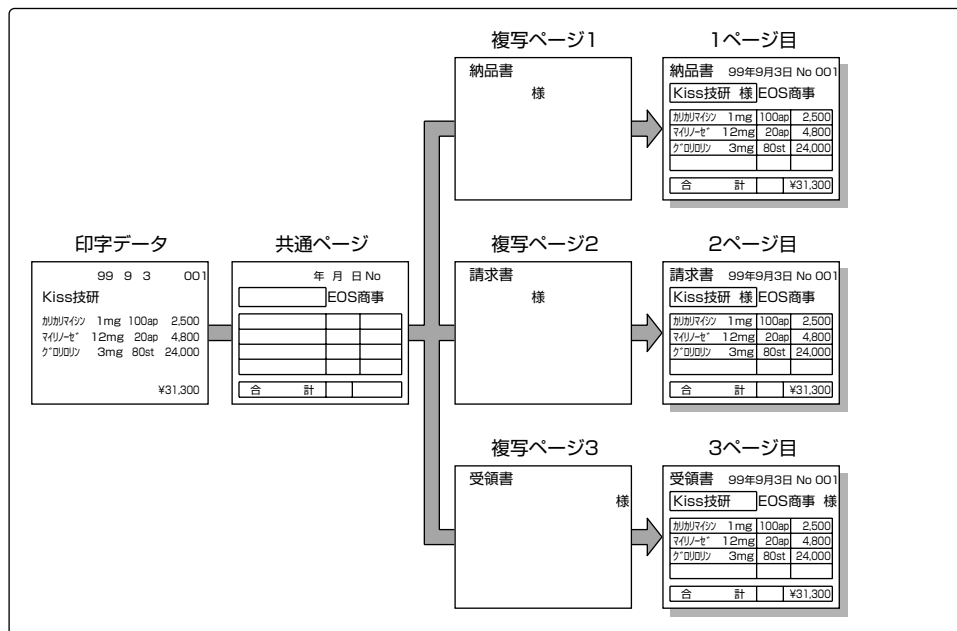 複写ページ1
納品書
様
1ページ目
納品書 99年9月3日 No 001
Kiss技研 様 EOS商事
カリカリマイシン 1mg 100ap 2,500
マイリノーゼ 12mg 20ap 4,800
グロリロリン 3mg 80st 24,000
合 計 ¥31,300
印字データ
99 9 3 001
Kiss技研
カリカリマイシン 1mg 100ap 2,500
マイリノーゼ 12mg 20ap 4,800
グロリロリン 3mg 80st 24,000
¥31,300
共通ページ
年 月 日 No
EOS商事
合 計
複写ページ2
請求書
様
2ページ目
請求書 99年9月3日 No 001
Kiss技研 様 EOS商事
カリカリマイシン 1mg 100ap 2,500
マイリノーゼ 12mg 20ap 4,800
グロリロリン 3mg 80st 24,000
合 計 ¥31,300
複写ページ3
受領書
様
3ページ目
受領書 99年9月3日 No 001
Kiss技研 EOS商事 様
カリカリマイシン 1mg 100ap 2,500
マイリノーゼ 12mg 20ap 4,800
グロリロリン 3mg 80st 24,000
合 計 ¥31,300